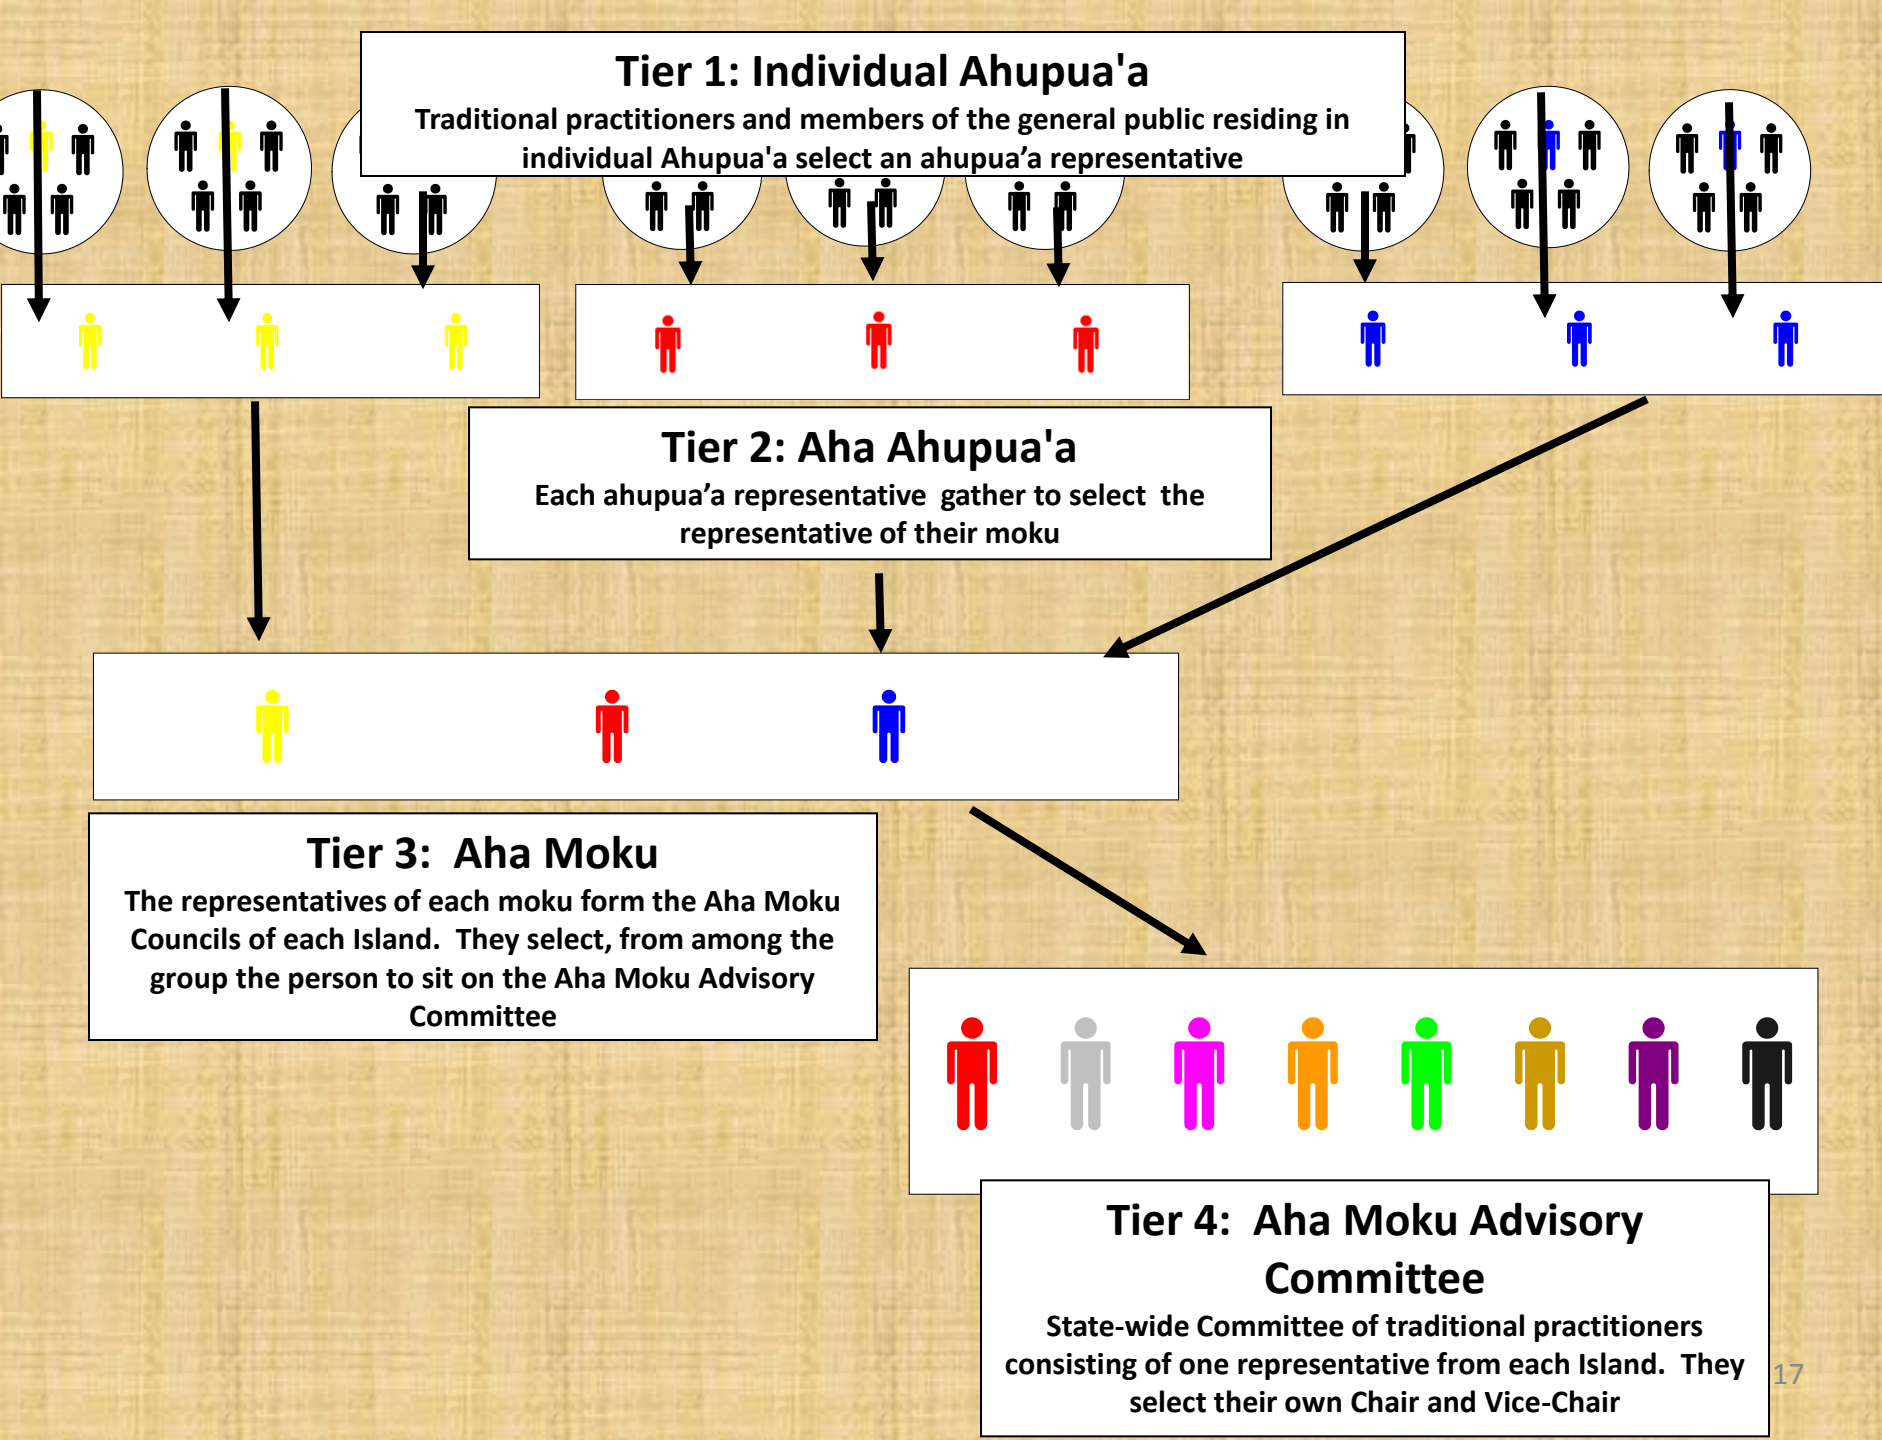 Tier 1: Individual Ahupua'a
Traditional practitioners and members of the general public residing in
individual Ahupua'a select an ahupua’a representative
Tier 2: Aha Ahupua'a
Each ahupua’a representative gather to select the
representative of their moku
Tier 3: Aha Moku
The representatives of each moku form the Aha Moku
Councils of each Island. They select, from among the
group the person to sit on the Aha Moku Advisory
Committee
Tier 4: Aha Moku Advisory
Committee
State-wide Committee of traditional practitioners
consisting of one representative from each Island. They
select their own Chair and Vice-Chair
17